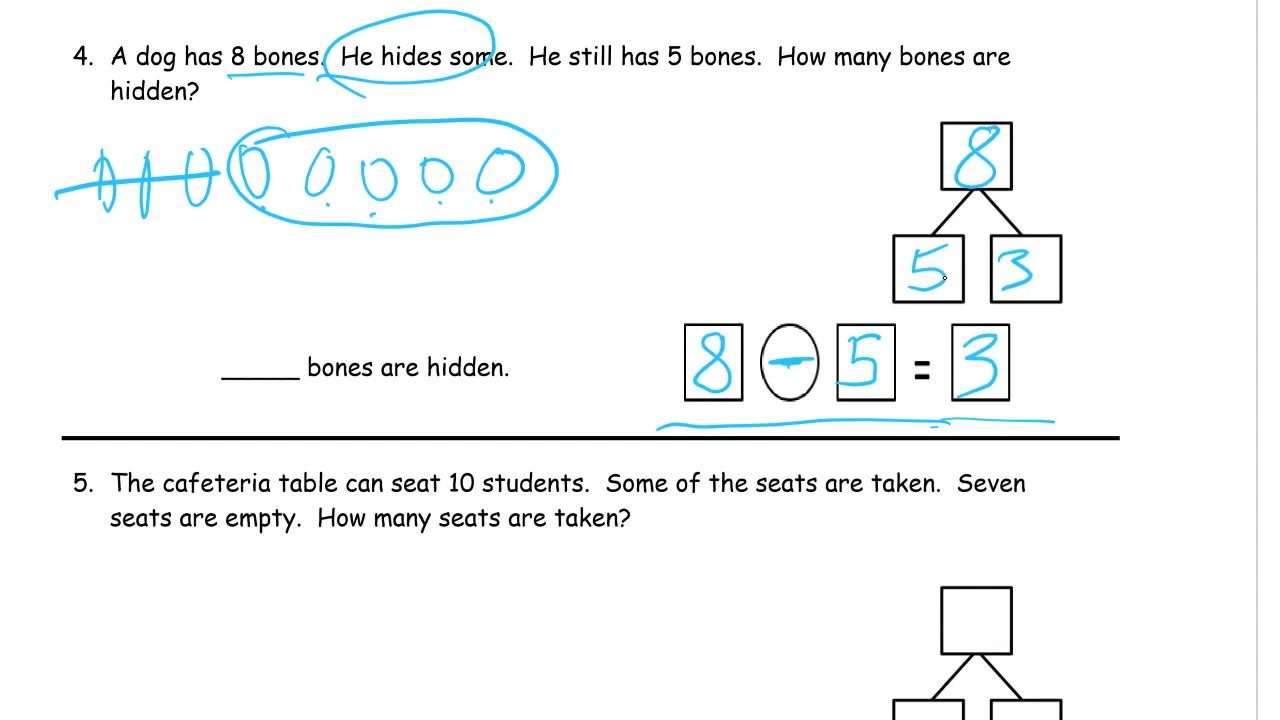 4. A dog has 8 bones. He hides some. He still has 5 bones. How many bones are
hidden?
8
5 3
_____ bones are hidden.
8 - 5 = 3
5. The cafeteria table can seat 10 students. Some of the seats are taken. Seven
seats are empty. How many seats are taken?